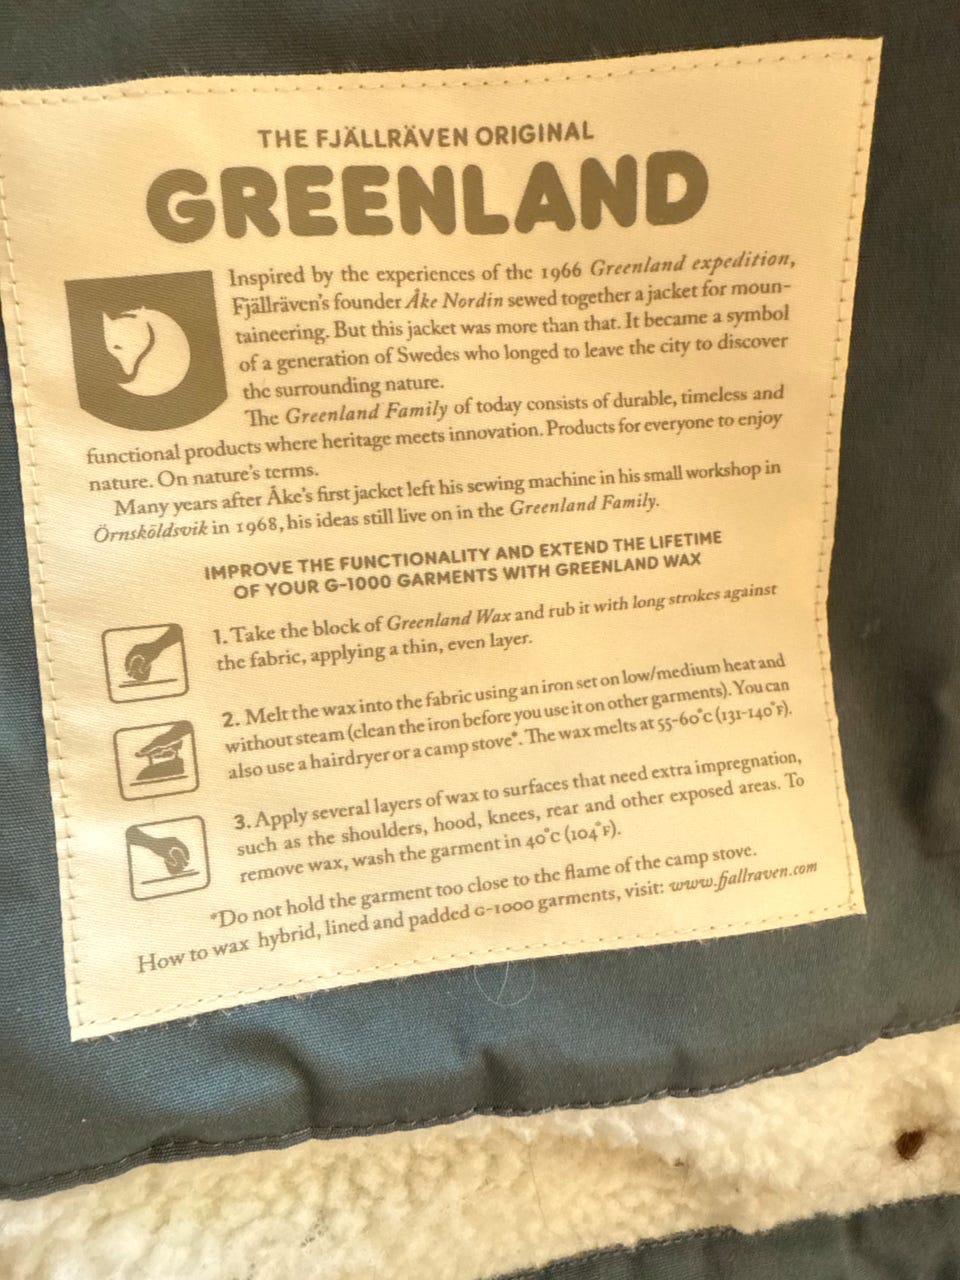 THE FJÄLLRÄVEN ORIGINAL
GREENLAND
Inspired by the experiences of the 1966 Greenland expedition,
Fjällräven's founder Åke Nordin sewed together a jacket for moun-
taineering. But this jacket was more than that. It became a symbol
of a generation of Swedes who longed to leave the city to discover
the surrounding nature.
The Greenland Family of today consists of durable, timeless and
functional products where heritage meets innovation. Products for everyone to enjoy
nature. On nature's terms.
Many years after Åke's first jacket left his sewing machine in his small workshop in
Örnsköldsvik in 1968, his ideas still live on in the Greenland Family.
IMPROVE THE FUNCTIONALITY AND EXTEND THE LIFETIME
OF YOUR G-1000 GARMENTS WITH GREENLAND WAX
1. Take the block of Greenland Wax and rub it with long strokes against
the fabric, applying a thin, even layer.
2. Melt the wax into the fabric using an iron set on low/medium heat and
without steam (clean the iron before you use it on other garments). You can
also use a hairdryer or a camp stove*. The wax melts at 55-60°C (131-140°F).
3. Apply several layers of wax to surfaces that need extra impregnation,
such as the shoulders, hood, knees, rear and other exposed areas. To
remove wax, wash the garment in 40°C (104°F).
*Do not hold the garment too close to the flame of the camp stove.
How to wax hybrid, lined and padded G-1000 garments, visit: www.fjallraven.com